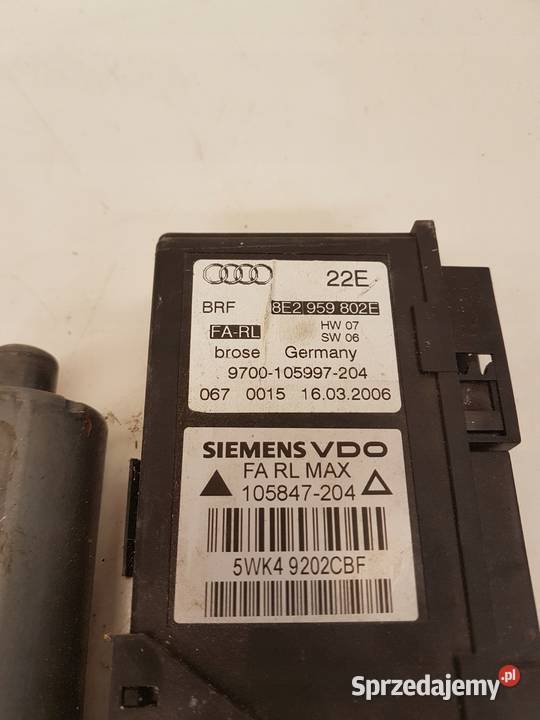 22E
BRF 8E2 959 802E
FA-RL HW 07
SW 06
brose Germany
9700-105997-204
067 0015 16.03.2006
SIEMENS VDO
FA RL MAX
105847-204
5WK4 9202CBF
Sprzedajemy.pl